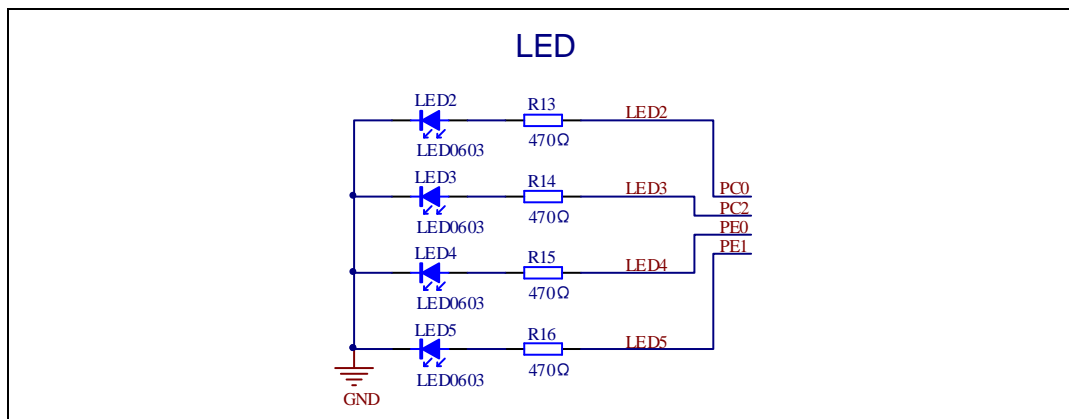 LED
LED2
R13
LED2
LED0603
470Ω
LED3
R14
LED3
PC0
LED0603
470Ω
PC2
PE0
LED4
R15
LED4
PE1
LED0603
470Ω
LED5
R16
LED5
LED0603
470Ω
GND